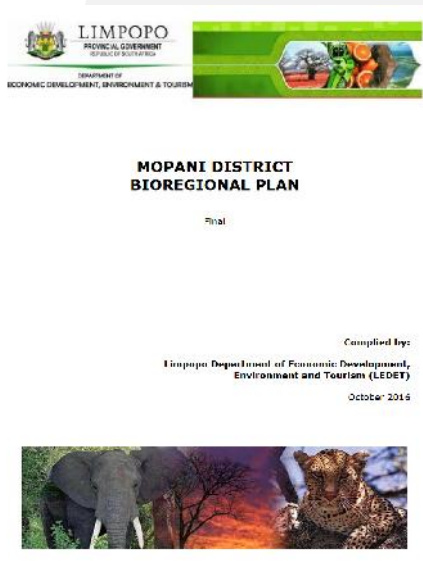 LIMPOPO
PROVINCIAL GOVERNMENT
REPUBLIC OF SOUTH AFRICA
DEPARTMENT OF
ECONOMIC DEVELOPMENT, ENVIRONMENT & TOURISM
MOPANI DISTRICT
BIOREGIONAL PLAN
Final
Complied by:
Limpopo Department of Economic Development,
Environment and Tourism (LEDET)
October 2016